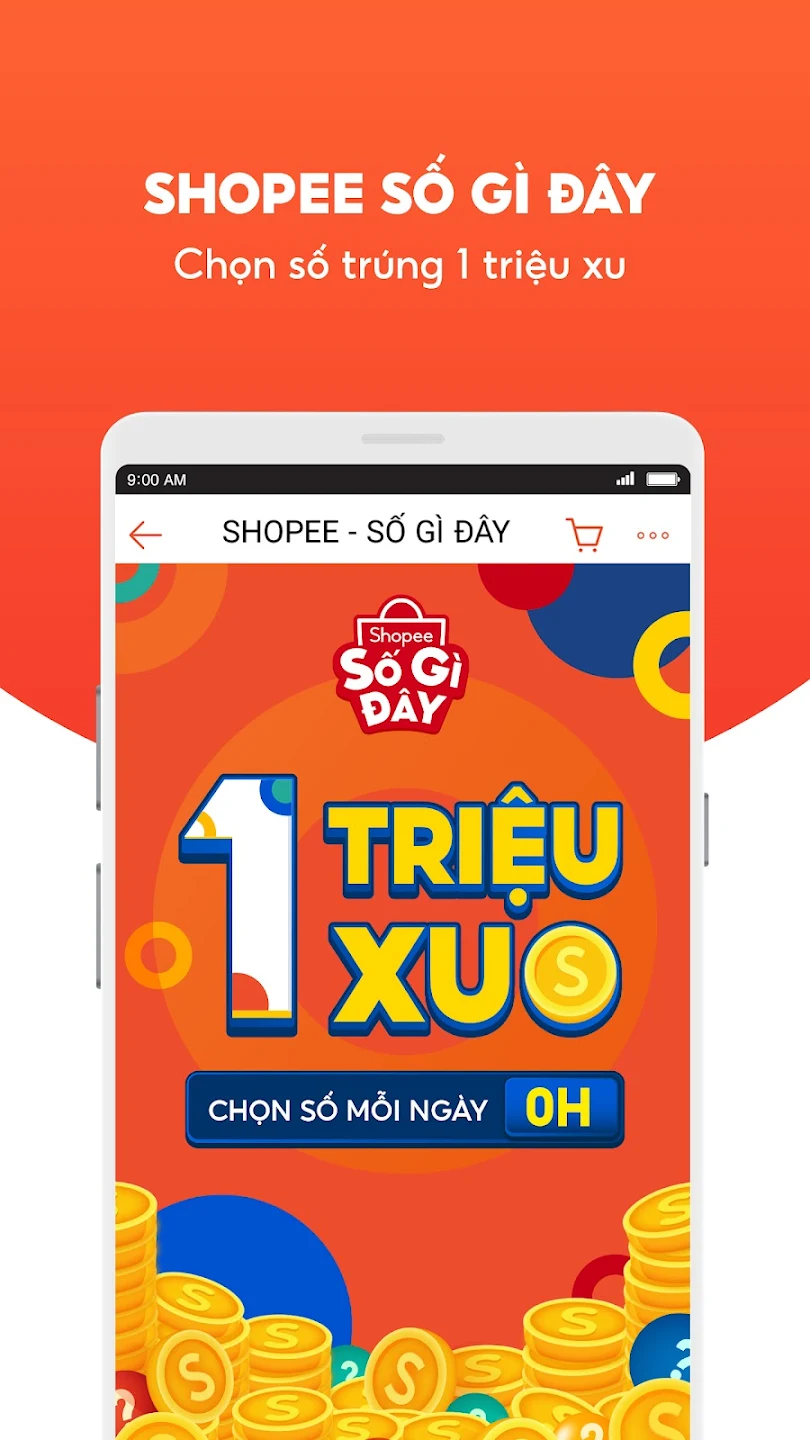 SHOPEE SỐ GÌ ĐÂY
Chọn số trúng 1 triệu xu
9:00 AM
SHOPEE - SỐ GÌ ĐÂY
Shopee
SỐ GÌ
ĐÂY
1 TRIỆU
XU S
CHỌN SỐ MỖI NGÀY 0H
S
S
S
S
S
S
S
S
S
?
?
?
?